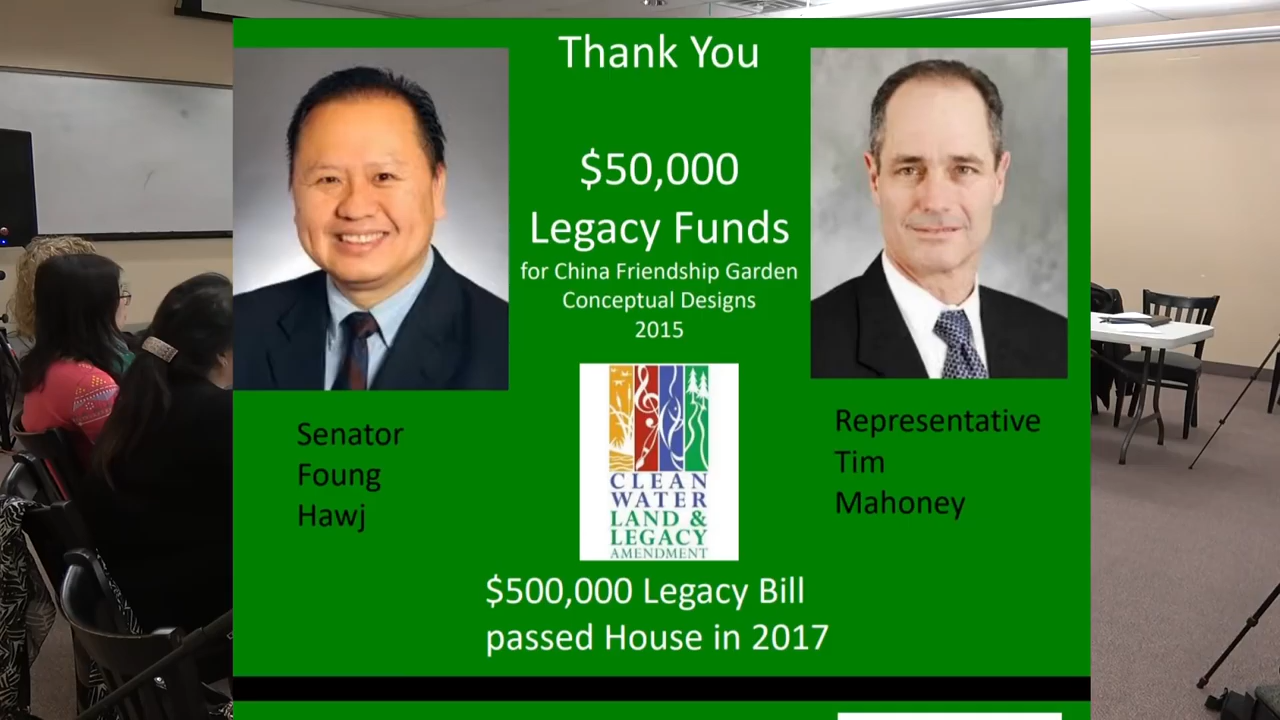 Thank You
$50,000
Legacy Funds
for China Friendship Garden
Conceptual Designs
2015
CLEAN
WATER
LAND &
LEGACY
AMENDMENT
Senator
Foung
Hawj
Representative
Tim
Mahoney
$500,000 Legacy Bill
passed House in 2017